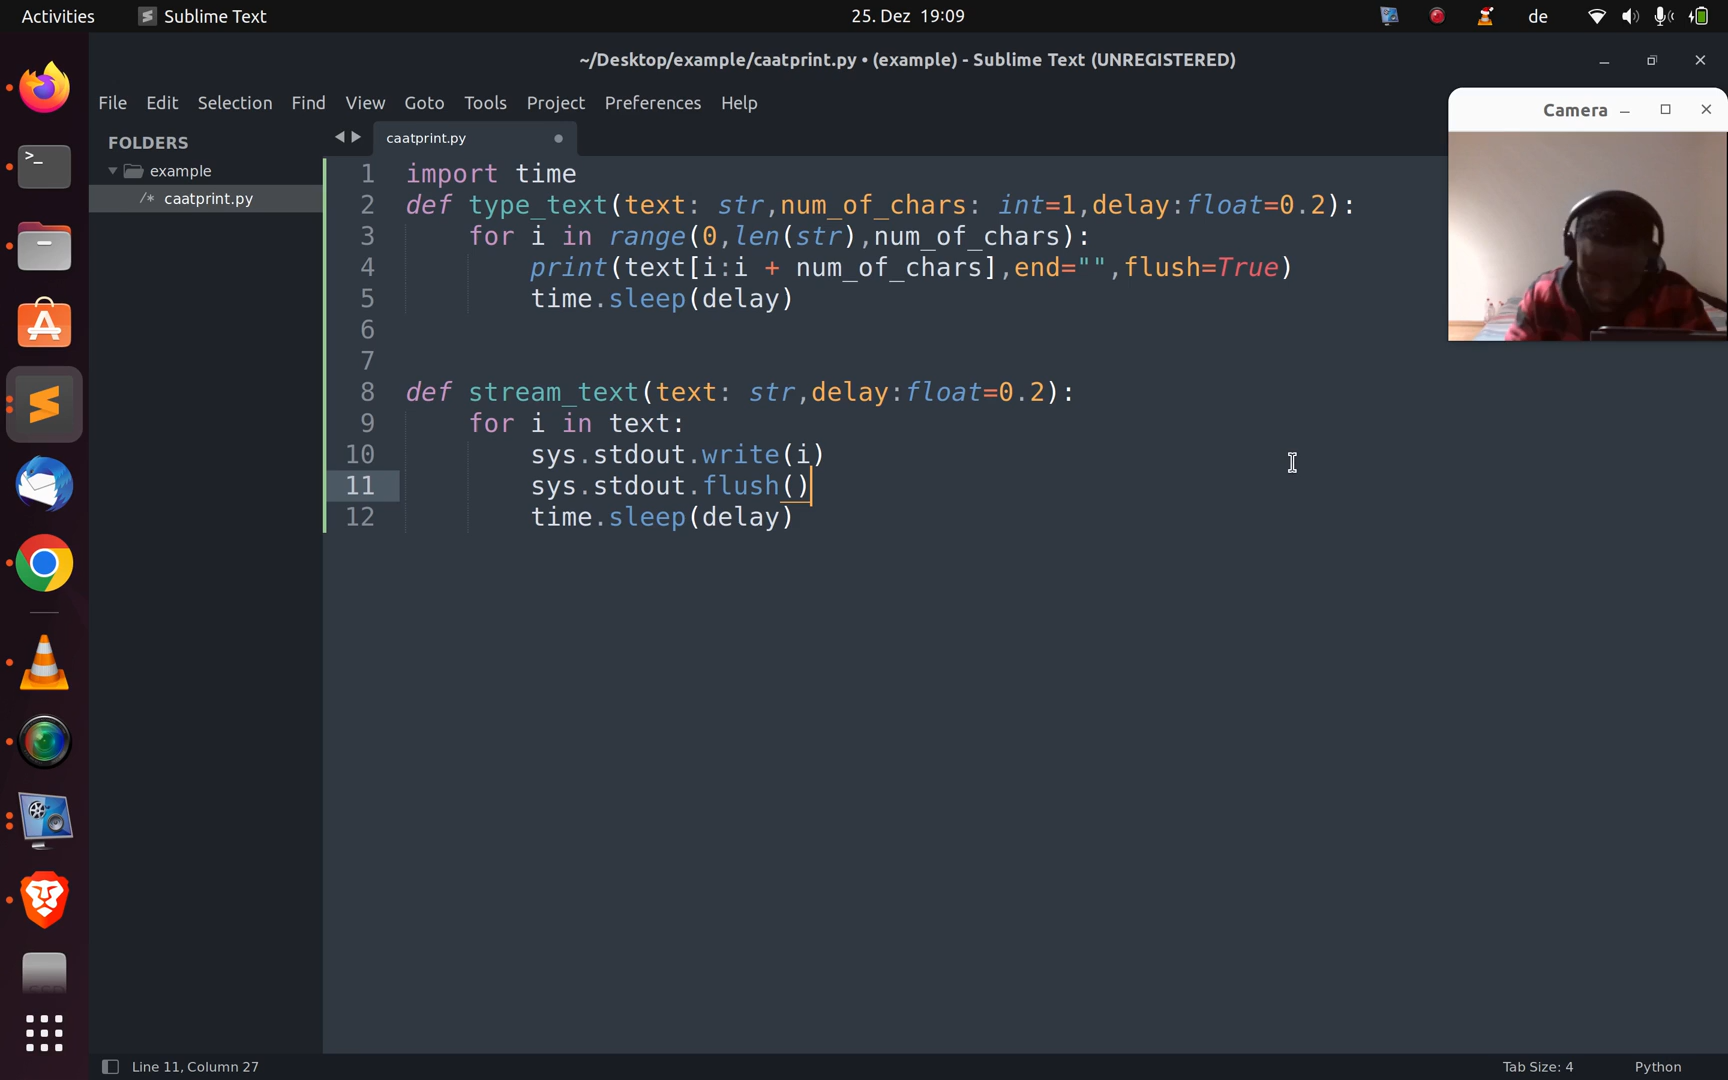 Activities Sublime Text 25. Dez 19:09 de
~/Desktop/example/caatprint.py • (example) - Sublime Text (UNREGISTERED)
File Edit Selection Find View Goto Tools Project Preferences Help
Camera
FOLDERS
example
/* caatprint.py
caatprint.py
1 import time
2 def type_text(text: str,num_of_chars: int=1,delay:float=0.2):
3 for i in range(0,len(str),num_of_chars):
4 print(text[i:i + num_of_chars],end="",flush=True)
5 time.sleep(delay)
6
7
8 def stream_text(text: str,delay:float=0.2):
9 for i in text:
10 sys.stdout.write(i)
11 sys.stdout.flush()
12 time.sleep(delay)
Line 11, Column 27 Tab Size: 4 Python